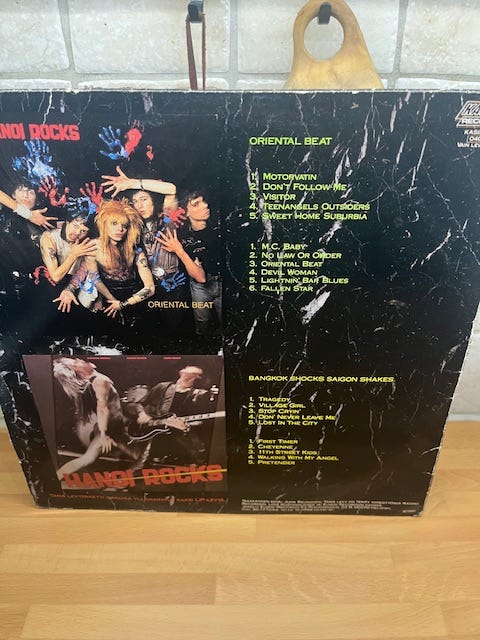 HANOI ROCKS
ORIENTAL BEAT
ORIENTAL BEAT
1. MOTORVATIN
2. DON'T FOLLOW ME
3. VISITOR
4. TEENANGELS OUTSIDERS
5. SWEET HOME SUBURBIA
1. M.C. BABY
2. NO LAW OR ORDER
3. ORIENTAL BEAT
4. DEVIL WOMAN
5. LIGHTNIN' BAR BLUES
6. FALLEN STAR
HANOI ROCKS
BANGKOK SHOCKS SAIGON SHAKES
1. TRAGEDY
2. VILLAGE GIRL
3. STOP CRYIN'
4. DON' NEVER LEAVE ME
5. LOST IN THE CITY
1. FIRST TIMER
2. CHEYENNE
3. 11TH STREET KIDS
4. WALKING WITH MY ANGEL
5. PRETENDER